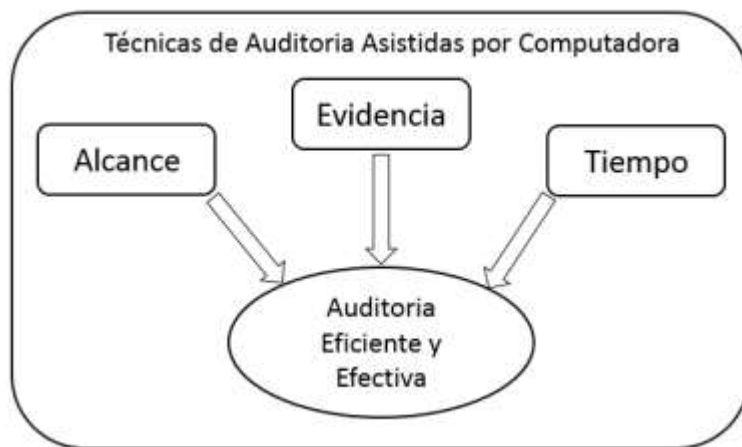 Técnicas de Auditoria Asistidas por Computadora
Evidencia
Alcance
Tiempo
Auditoria
Eficiente y
Efectiva